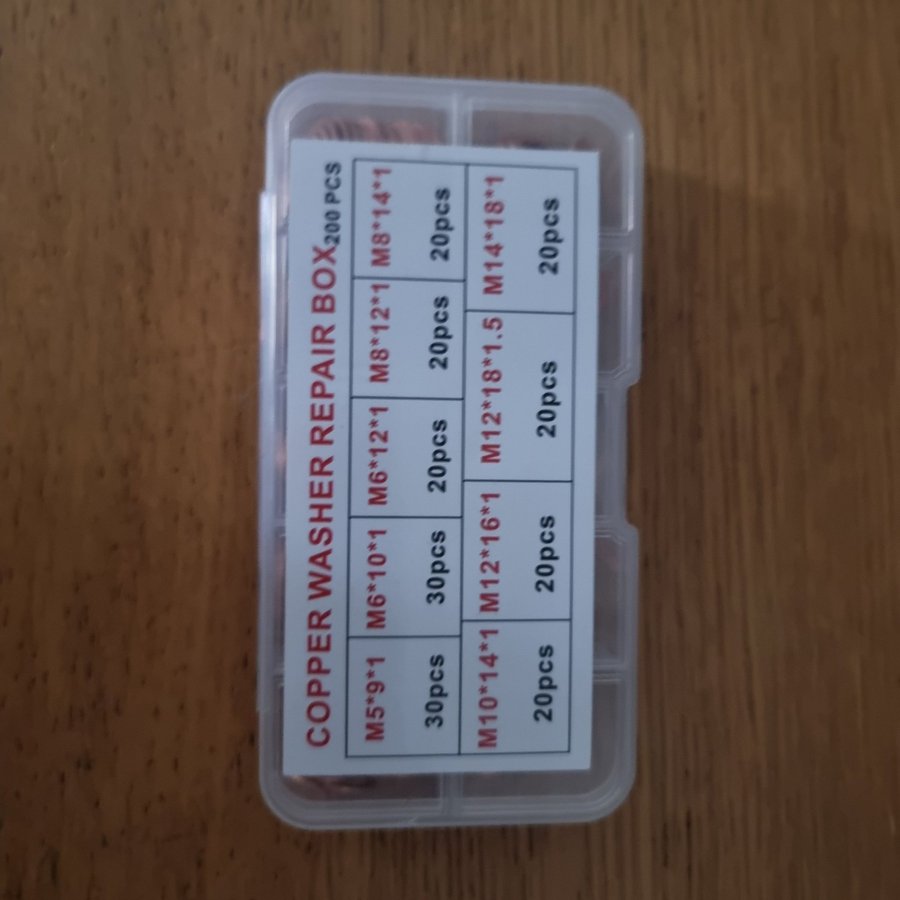 COPPER WASHER REPAIR BOX 200 PCS
M5*9*1 M6*10*1 M6*12*1 M8*12*1 M8*14*1
30pcs 30pcs 20pcs 20pcs 20pcs
M10*14*1 M12*16*1 M12*18*1.5 M14*18*1
20pcs 20pcs 20pcs 20pcs